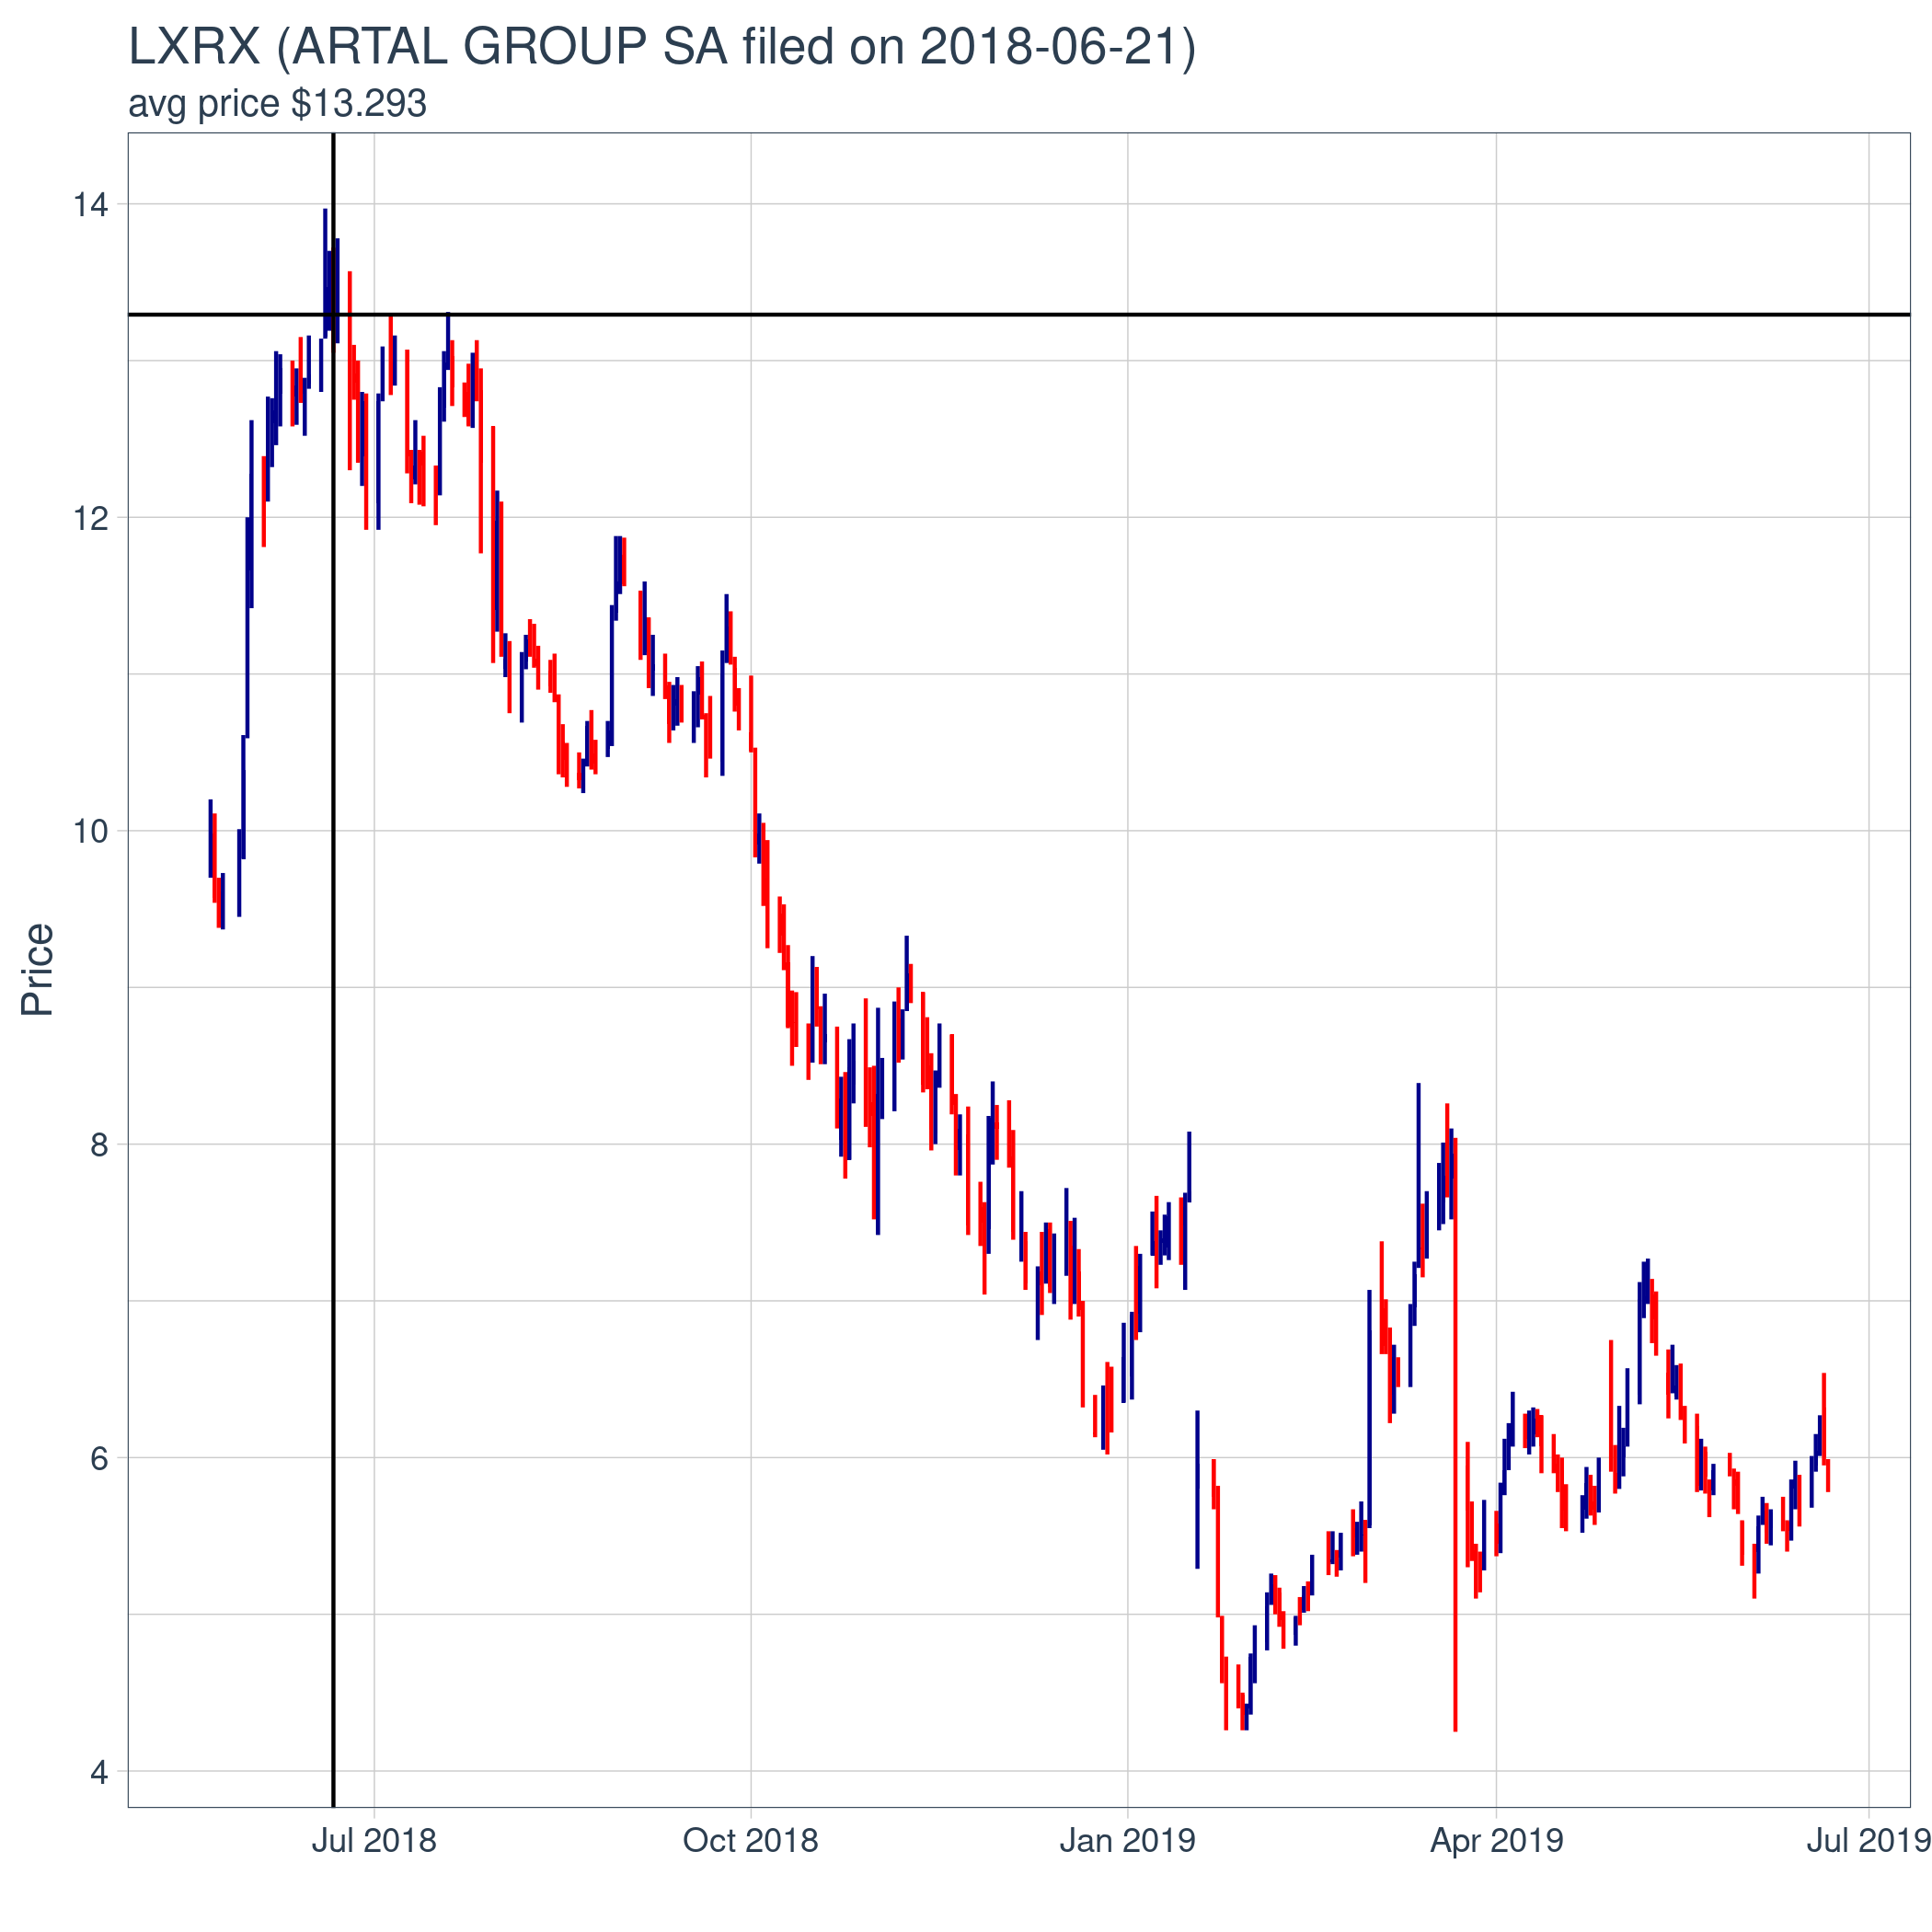 LXRX (ARTAL GROUP SA filed on 2018-06-21)
avg price $13.293
14
12
10
8
6
4
Price
Jul 2018
Oct 2018
Jan 2019
Apr 2019
Jul 2019